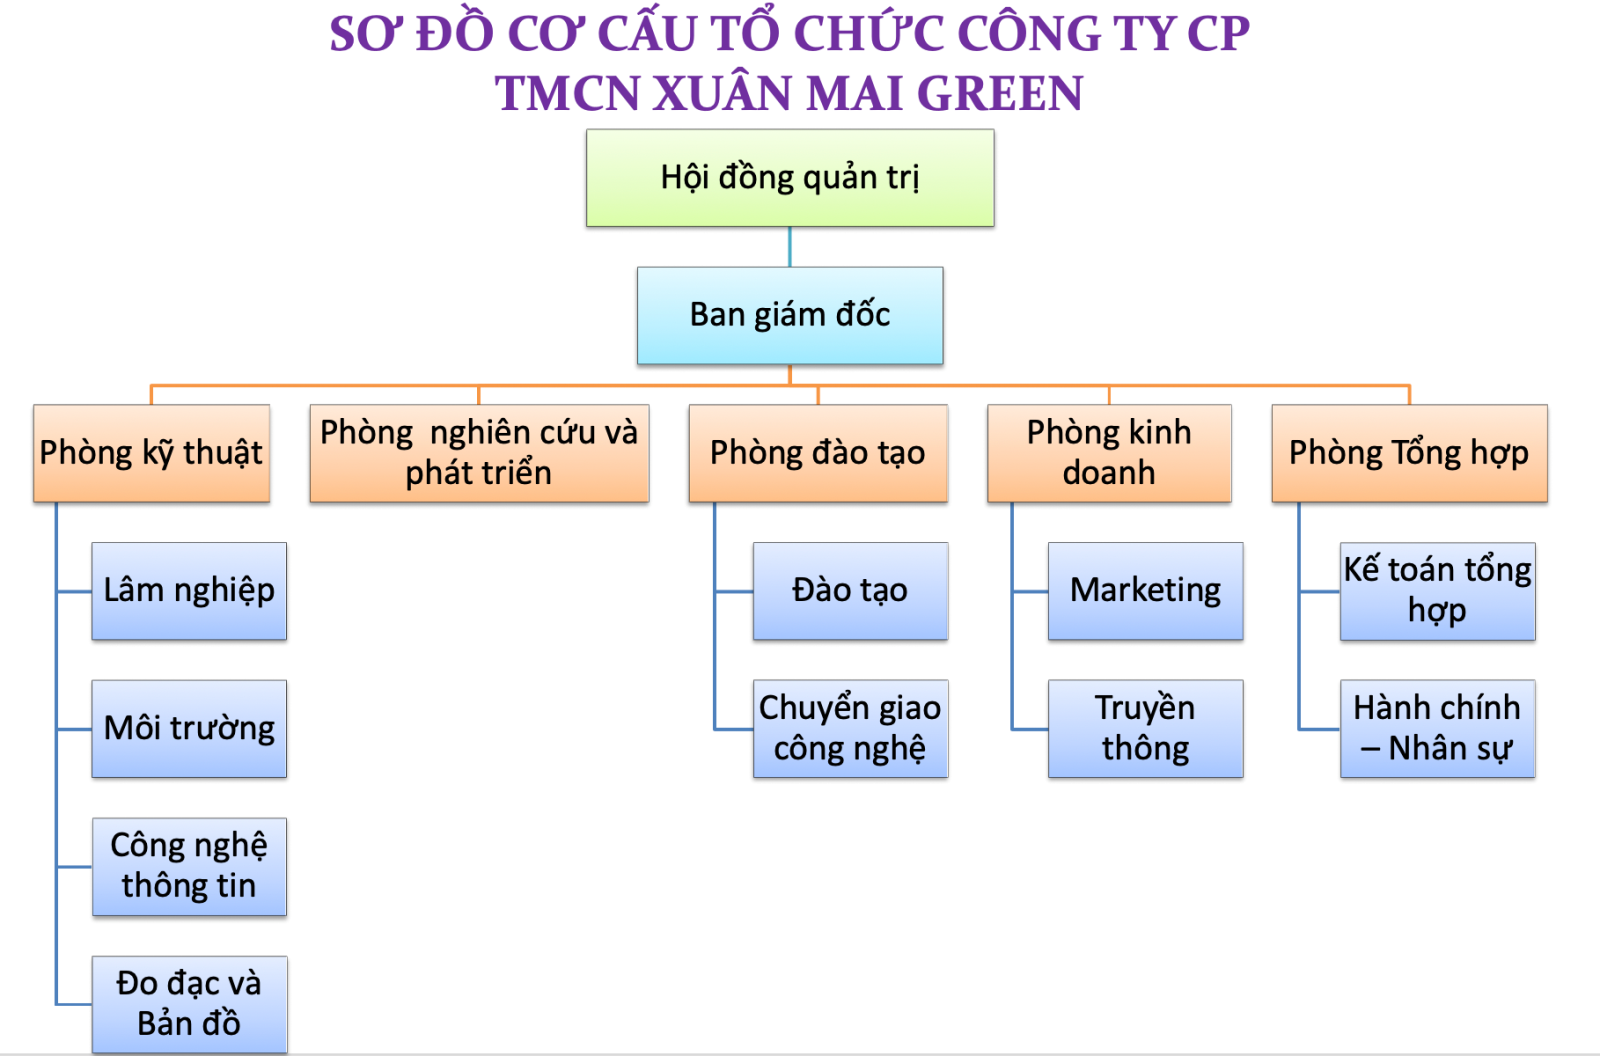 SƠ ĐỒ CƠ CẤU TỔ CHỨC CÔNG TY CP
TMCN XUÂN MAI GREEN
Hội đồng quản trị
Ban giám đốc
Phòng kỹ thuật
Phòng nghiên cứu và
phát triển
Phòng đào tạo
Phòng kinh
doanh
Phòng Tổng hợp
Lâm nghiệp
Môi trường
Công nghệ
thông tin
Đo đạc và
Bản đồ
Đào tạo
Chuyển giao
công nghệ
Marketing
Truyền
thông
Kế toán tổng
hợp
Hành chính
– Nhân sự